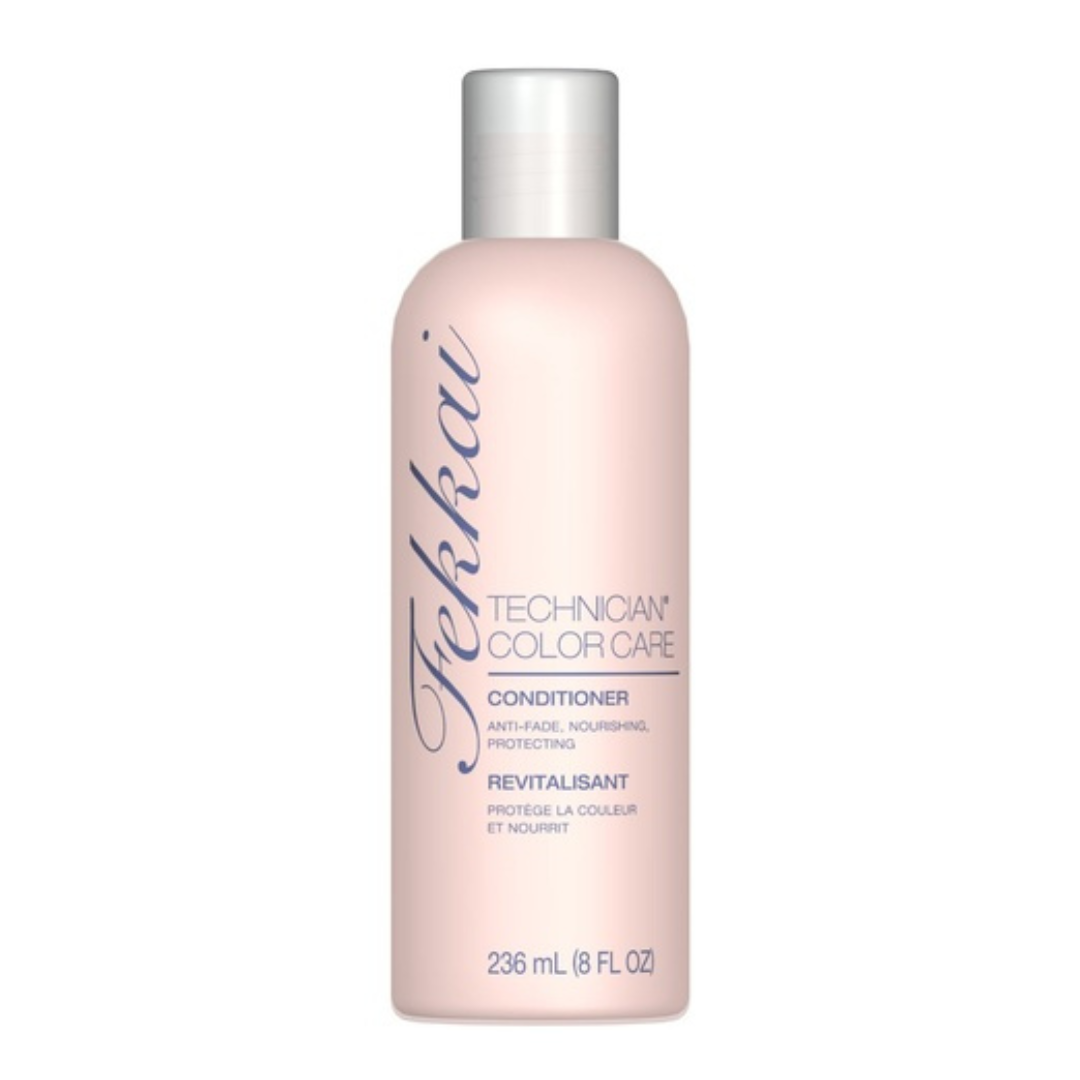 Fekkai
TECHNICIAN®
COLOR CARE
CONDITIONER
ANTI-FADE, NOURISHING,
PROTECTING
REVITALISANT
PROTÈGE LA COULEUR
ET NOURRIT
236 mL (8 FL OZ)